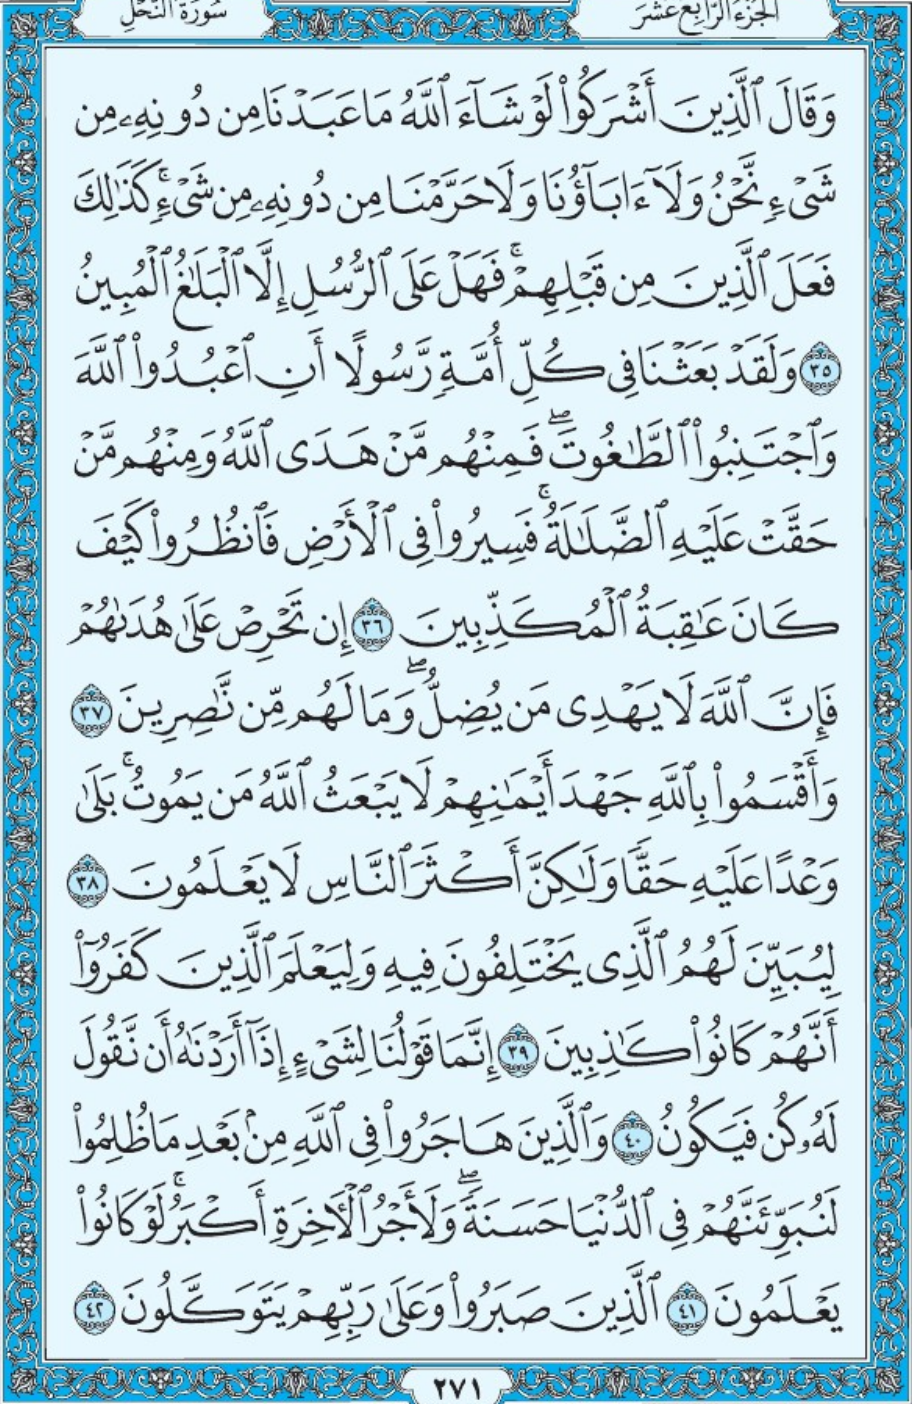 الجزء الرابع عشر
سورة النحل
وَقَالَ ٱلَّذِينَ أَشْرَكُوا۟ لَوْ شَآءَ ٱللَّهُ مَا عَبَدْنَا مِن دُونِهِۦ مِن
شَىْءٍ نَّحْنُ وَلَآ ءَابَآؤُنَا وَلَا حَرَّمْنَا مِن دُونِهِۦ مِن شَىْءٍ ۚ كَذَٰلِكَ
فَعَلَ ٱلَّذِينَ مِن قَبْلِهِمْ ۚ فَهَلْ عَلَى ٱلرُّسُلِ إِلَّا ٱلْبَلَٰغُ ٱلْمُبِينُ
٣٥ وَلَقَدْ بَعَثْنَا فِى كُلِّ أُمَّةٍ رَّسُولًا أَنِ ٱعْبُدُوا۟ ٱللَّهَ
وَٱجْتَنِبُوا۟ ٱلطَّٰغُوتَ ۖ فَمِنْهُم مَّنْ هَدَى ٱللَّهُ وَمِنْهُم مَّنْ
حَقَّتْ عَلَيْهِ ٱلضَّلَٰلَةُ ۚ فَسِيرُوا۟ فِى ٱلْأَرْضِ فَٱنظُرُوا۟ كَيْفَ
كَانَ عَٰقِبَةُ ٱلْمُكَذِّبِينَ ٣٦ إِن تَحْرِصْ عَلَىٰ هُدَىٰهُمْ
فَإِنَّ ٱللَّهَ لَا يَهْدِى مَن يُضِلُّ ۖ وَمَا لَهُم مِّن نَّٰصِرِينَ ٣٧
وَأَقْسَمُوا۟ بِٱللَّهِ جَهْدَ أَيْمَٰنِهِمْ لَا يَبْعَثُ ٱللَّهُ مَن يَمُوتُ ۚ بَلَىٰ
وَعْدًا عَلَيْهِ حَقًّا وَلَٰكِنَّ أَكْثَرَ ٱلنَّاسِ لَا يَعْلَمُونَ ٣٨
لِيُبَيِّنَ لَهُمُ ٱلَّذِى يَخْتَلِفُونَ فِيهِ وَلِيَعْلَمَ ٱلَّذِينَ كَفَرُوٓا۟
أَنَّهُمْ كَانُوا۟ كَٰذِبِينَ ٣٩ إِنَّمَا قَوْلُنَا لِشَىْءٍ إِذَآ أَرَدْنَٰهُ أَن نَّقُولَ
لَهُۥ كُن فَيَكُونُ ٤٠ وَٱلَّذِينَ هَاجَرُوا۟ فِى ٱللَّهِ مِنۢ بَعْدِ مَا ظُلِمُوا۟
لَنُبَوِّئَنَّهُمْ فِى ٱلدُّنْيَا حَسَنَةً ۖ وَلَأَجْرُ ٱلْءَاخِرَةِ أَكْبَرُ ۚ لَوْ كَانُوا۟
يَعْلَمُونَ ٤١ ٱلَّذِينَ صَبَرُوا۟ وَعَلَىٰ رَبِّهِمْ يَتَوَكَّلُونَ ٤٢
٢٧١